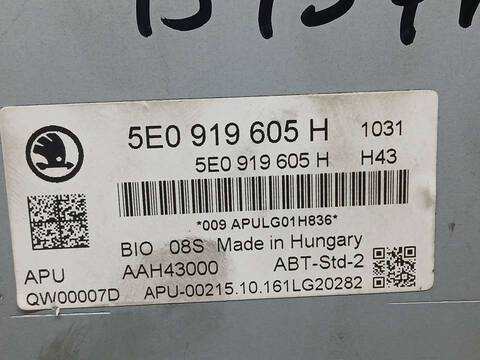 5E0 919 605 H 1031
5E0 919 605 H H43
*009 APULG01H836*
BIO 08S Made in Hungary
APU AAH43000 ABT-Std-2
QW00007D APU-00215.10.161LG20282